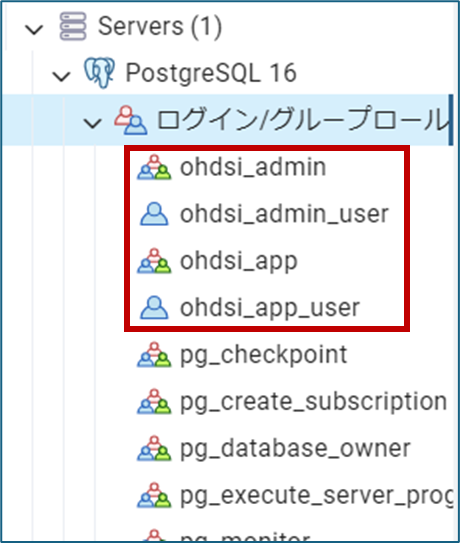 Servers (1)
PostgreSQL 16
ログイン/グループロール
ohdsi_admin
ohdsi_admin_user
ohdsi_app
ohdsi_app_user
pg_checkpoint
pg_create_subscription
pg_database_owner
pg_execute_server_prog
pg_monitor